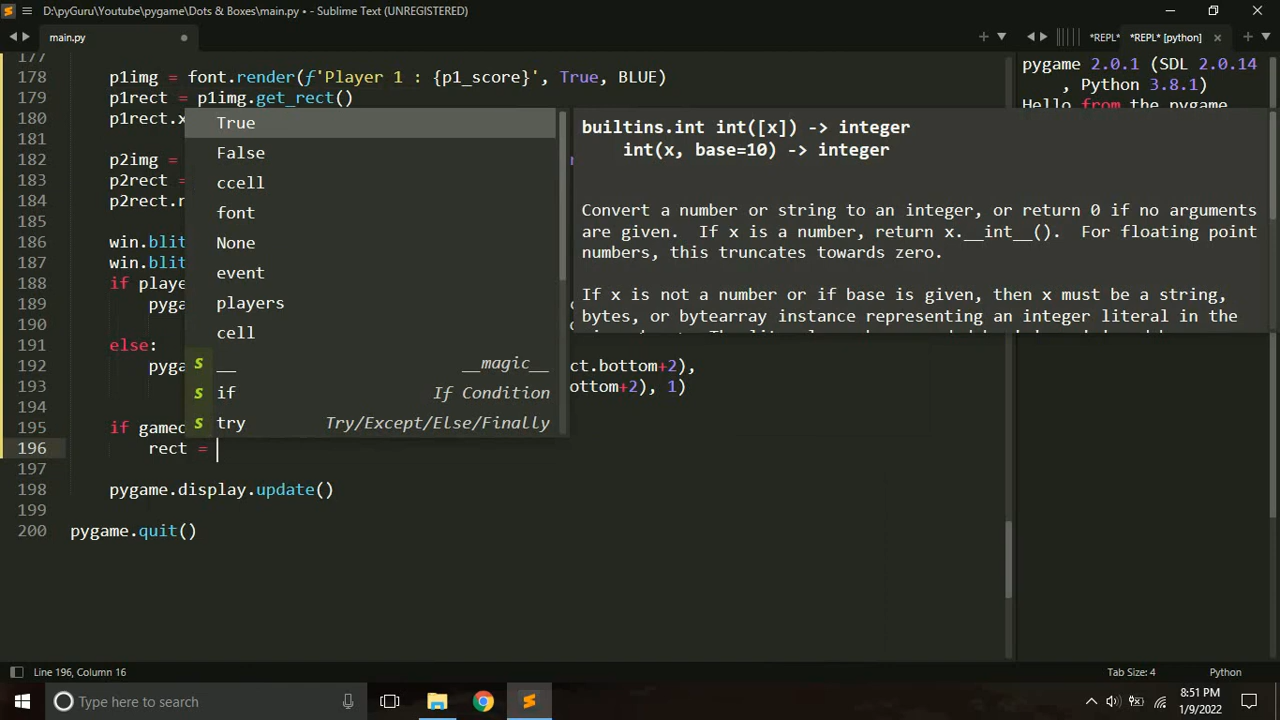 D:\pyGuru\Youtube\pygame\Dots & Boxes\main.py • - Sublime Text (UNREGISTERED)
main.py
*REPL*
*REPL* [python]
177
178 p1img = font.render(f'Player 1 : {p1_score}', True, BLUE)
179 p1rect = p1img.get_rect()
180 p1rect.x
181
182 p2img =
183 p2rect =
184 p2rect.r
185
186 win.blit
187 win.blit
188 if playe
189 pyga
190
191 else:
192 pyga ct.bottom+2),
193 ottom+2), 1)
194
195 if gameo
196 rect =
197
198 pygame.display.update()
199
200 pygame.quit()
True
False
ccell
font
None
event
players
cell
s __ __magic__
s if If Condition
s try Try/Except/Else/Finally
builtins.int int([x]) -> integer
int(x, base=10) -> integer
Convert a number or string to an integer, or return 0 if no arguments
are given. If x is a number, return x.__int__(). For floating point
numbers, this truncates towards zero.
If x is not a number or if base is given, then x must be a string,
bytes, or bytearray instance representing an integer literal in the
pygame 2.0.1 (SDL 2.0.14
, Python 3.8.1)
Hello from the pygame
Line 196, Column 16
Tab Size: 4
Python
Type here to search
8:51 PM
1/9/2022